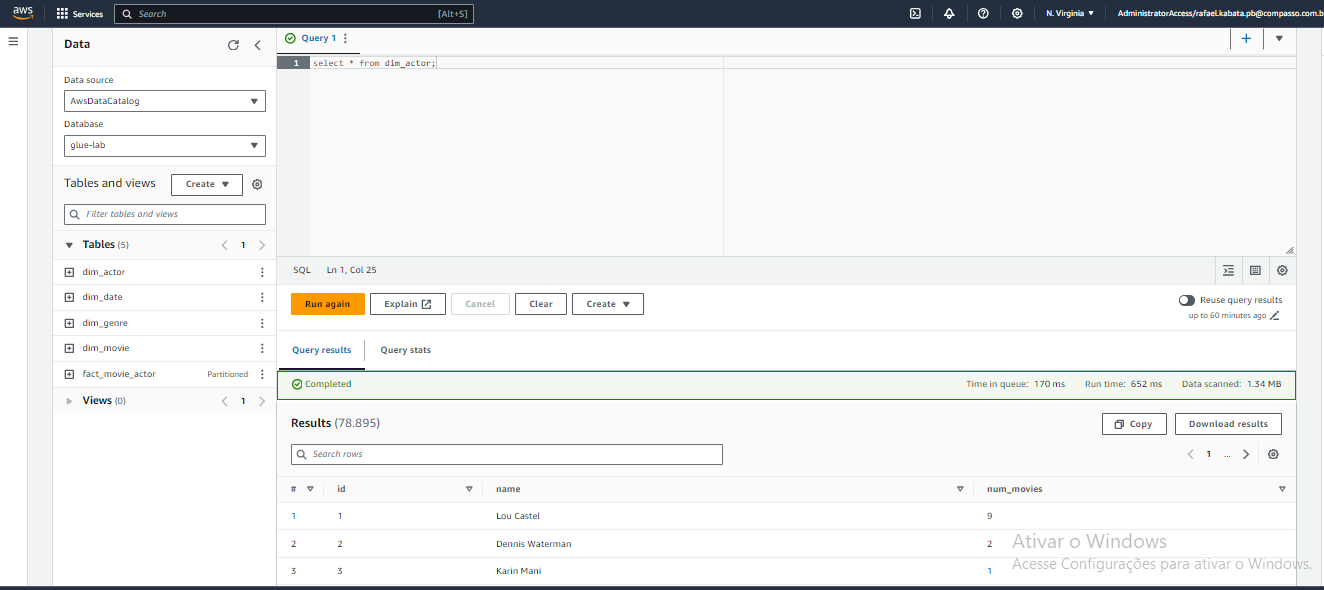 aws
Services
Search
[Alt+S]
N. Virginia
AdministratorAccess/rafael.kabata.pb@compasso.com.b
Data
Data source
AwsDataCatalog
Database
glue-lab
Tables and views
Create
Filter tables and views
Tables (5)
1
dim_actor
dim_date
dim_genre
dim_movie
fact_movie_actor Partitioned
Views (0)
1
Query 1
1 select * from dim_actor;
SQL Ln 1, Col 25
Run again Explain Cancel Clear Create
Reuse query results
up to 60 minutes ago
Query results Query stats
Completed
Time in queue: 170 ms Run time: 652 ms Data scanned: 1.34 MB
Results (78.895)
Copy Download results
Search rows
1 ...
# id name num_movies
1 1 Lou Castel 9
2 2 Dennis Waterman 2
3 3 Karin Mani 1
Ativar o Windows
Acesse Configurações para ativar o Windows.